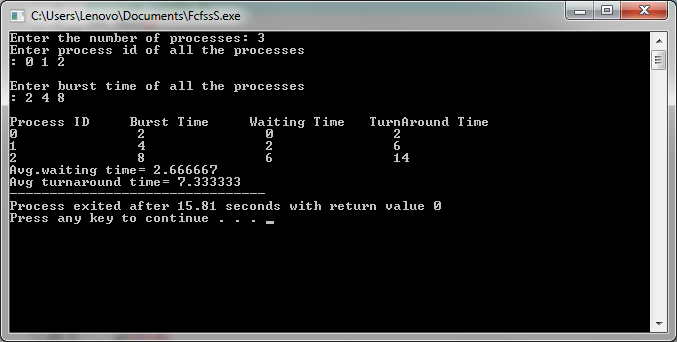 C:\Users\Lenovo\Documents\FcfssS.exe
Enter the number of processes: 3
Enter process id of all the processes
: 0 1 2
Enter burst time of all the processes
: 2 4 8
Process ID Burst Time Waiting Time TurnAround Time
0 2 0 2
1 4 2 6
2 8 6 14
Avg.waiting time= 2.666667
Avg turnaround time= 7.333333
--------------------------------
Process exited after 15.81 seconds with return value 0
Press any key to continue . . . _